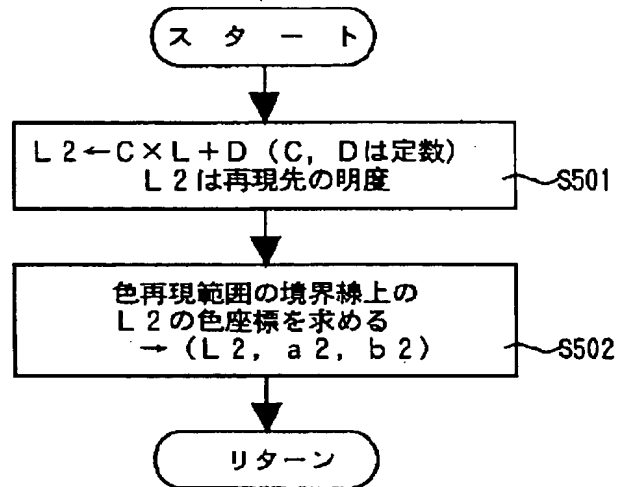 スタート
L2←C×L+D (C, Dは定数)
L2は再現先の明度
S501
色再現範囲の境界線上の
L2の色座標を求める
→ (L2, a2, b2)
S502
リターン